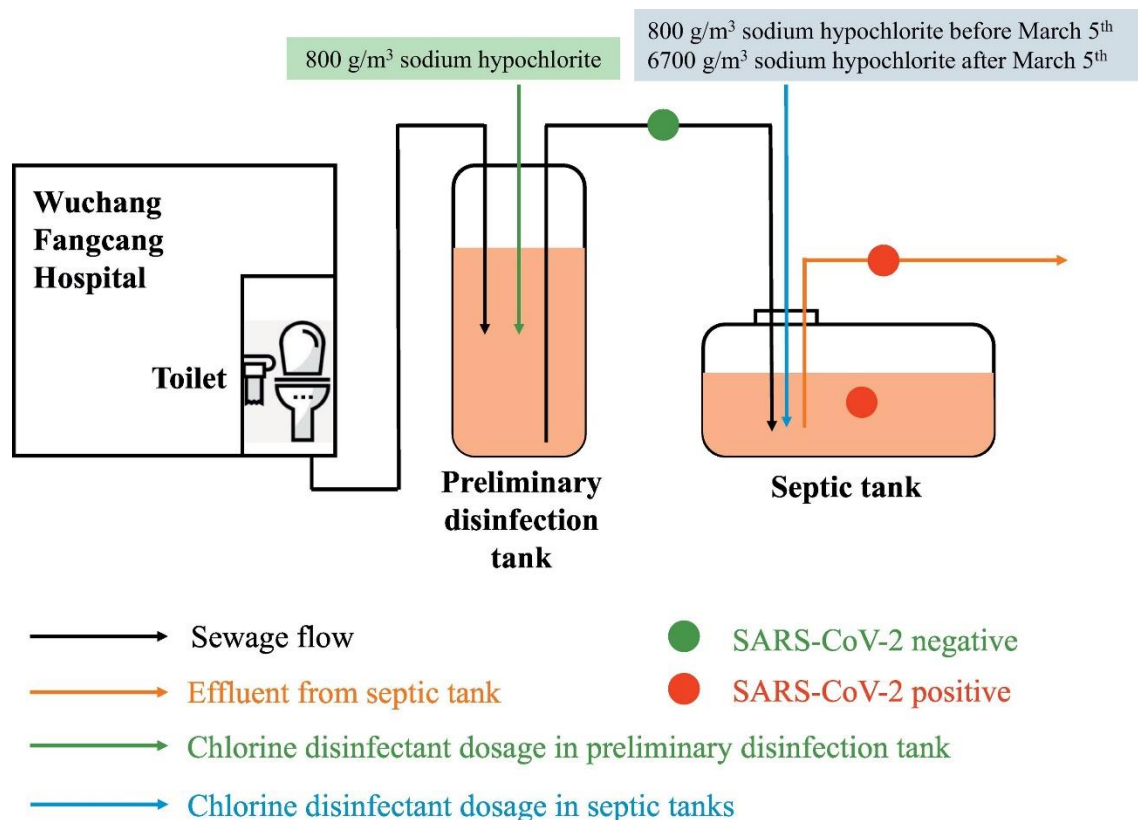 800 g/m³ sodium hypochlorite
800 g/m³ sodium hypochlorite before March 5th
6700 g/m³ sodium hypochlorite after March 5th
Wuchang
Fangcang
Hospital
Toilet
Preliminary
disinfection
tank
Septic tank
Sewage flow
SARS-CoV-2 negative
Effluent from septic tank
SARS-CoV-2 positive
Chlorine disinfectant dosage in preliminary disinfection tank
Chlorine disinfectant dosage in septic tanks